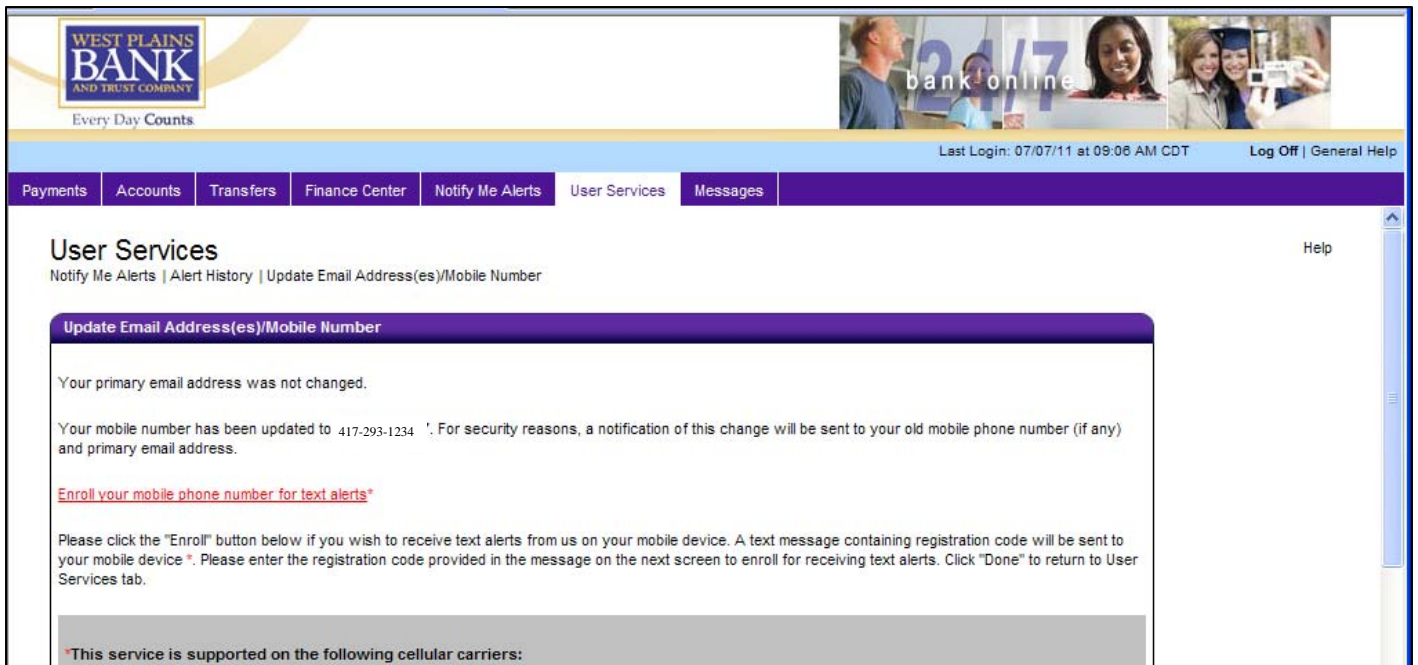 WEST PLAINS
BANK
AND TRUST COMPANY
Every Day Counts.
24/7
bank online
Last Login: 07/07/11 at 09:06 AM CDT Log Off | General Help
Payments Accounts Transfers Finance Center Notify Me Alerts User Services Messages
User Services
Help
Notify Me Alerts | Alert History | Update Email Address(es)/Mobile Number
Update Email Address(es)/Mobile Number
Your primary email address was not changed.
Your mobile number has been updated to 417-293-1234 '. For security reasons, a notification of this change will be sent to your old mobile phone number (if any)
and primary email address.
Enroll your mobile phone number for text alerts*
Please click the "Enroll" button below if you wish to receive text alerts from us on your mobile device. A text message containing registration code will be sent to
your mobile device *. Please enter the registration code provided in the message on the next screen to enroll for receiving text alerts. Click "Done" to return to User
Services tab.
*This service is supported on the following cellular carriers: